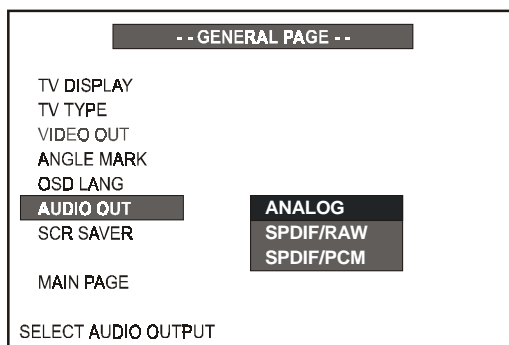 - - GENERAL PAGE - -
TV DISPLAY
TV TYPE
VIDEO OUT
ANGLE MARK
OSD LANG
AUDIO OUT ANALOG
SCR SAVER SPDIF/RAW
SPDIF/PCM
MAIN PAGE
SELECT AUDIO OUTPUT